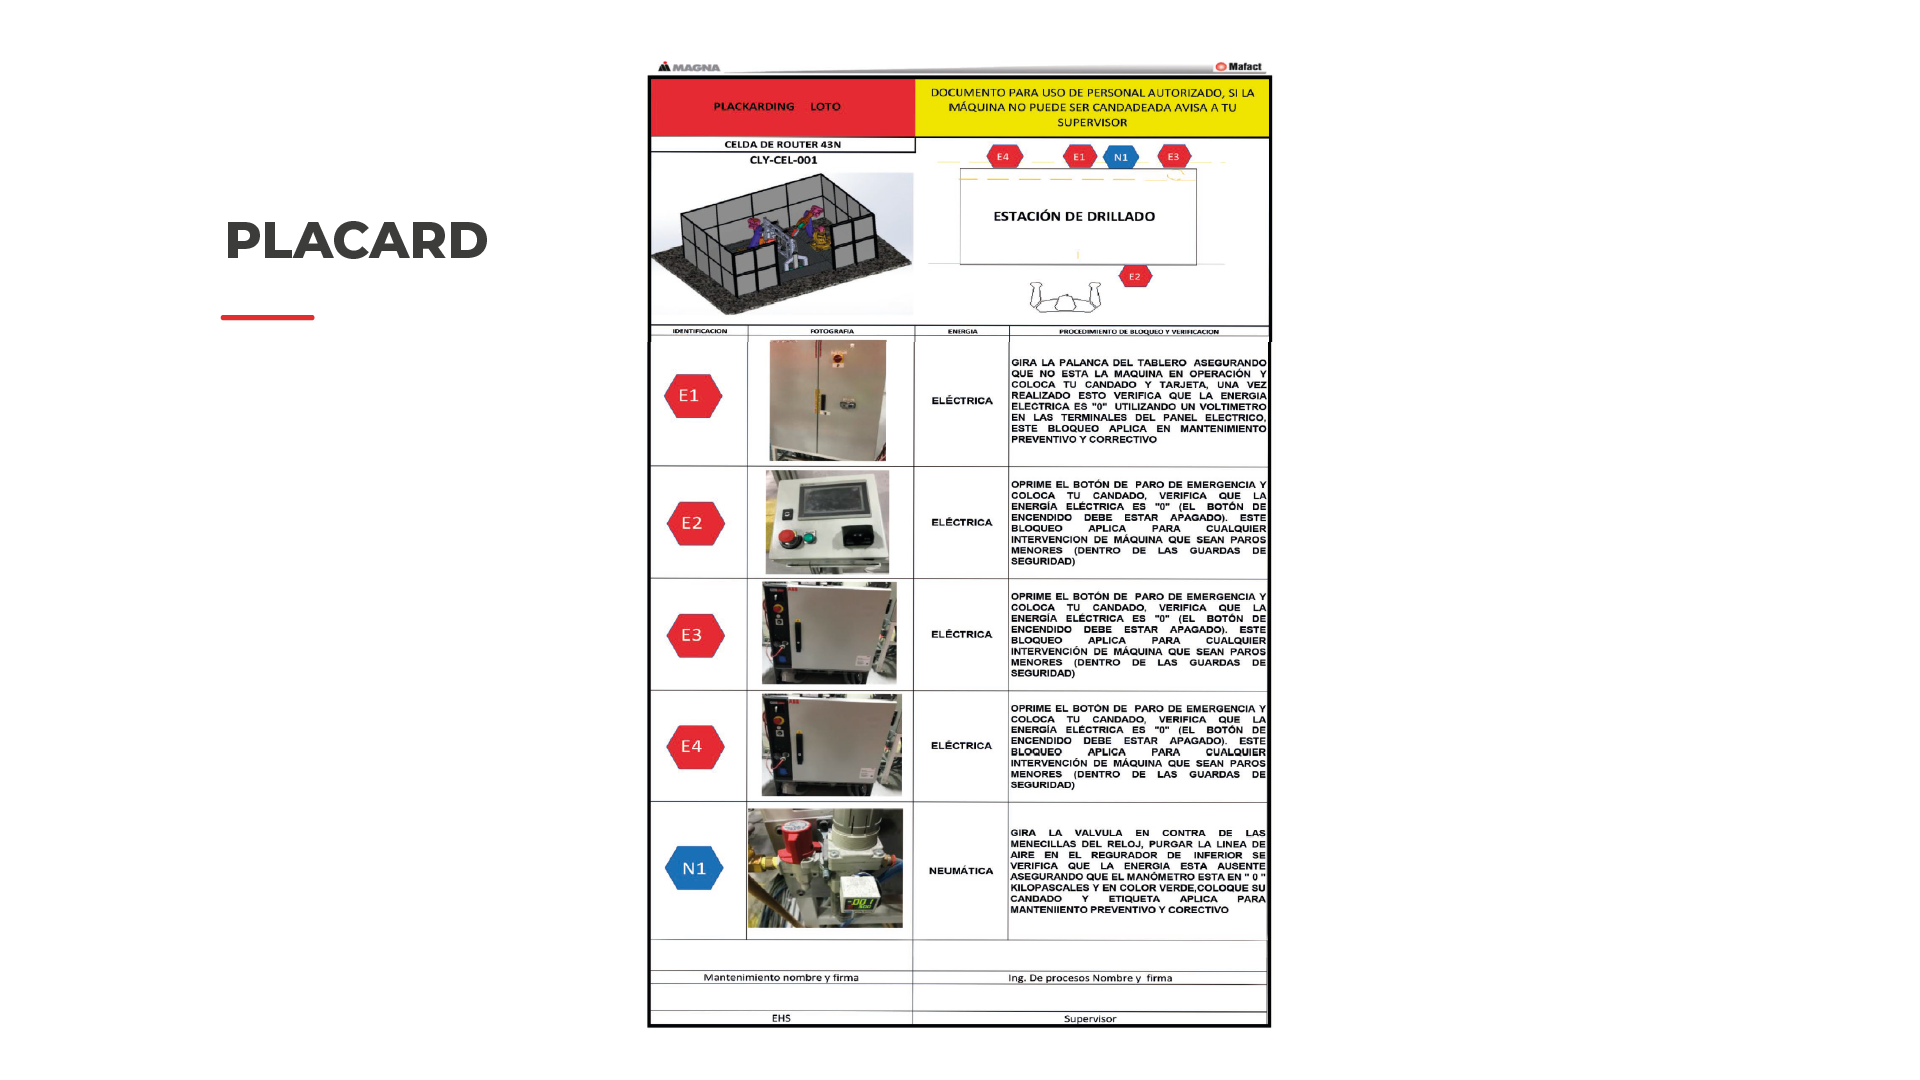 PLACARD
MAGNA
Mafact
PLACKARDING LOTO
DOCUMENTO PARA USO DE PERSONAL AUTORIZADO, SI LA
MÁQUINA NO PUEDE SER CANDADEADA AVISA A TU
SUPERVISOR
CELDA DE ROUTER 43N
CLY-CEL-001
E4
E1
N1
E3
ESTACIÓN DE DRILLADO
E2
IDENTIFICACION
FOTOGRAFIA
ENERGIA
PROCEDIMIENTO DE BLOQUEO Y VERIFICACION
E1
ELÉCTRICA
GIRA LA PALANCA DEL TABLERO ASEGURANDO
QUE NO ESTA LA MAQUINA EN OPERACIÓN Y
COLOCA TU CANDADO Y TARJETA, UNA VEZ
REALIZADO ESTO VERIFICA QUE LA ENERGIA
ELECTRICA ES "0" UTILIZANDO UN VOLTIMETRO
EN LAS TERMINALES DEL PANEL ELECTRICO,
ESTE BLOQUEO APLICA EN MANTENIMIENTO
PREVENTIVO Y CORRECTIVO
E2
ELÉCTRICA
OPRIME EL BOTÓN DE PARO DE EMERGENCIA Y
COLOCA TU CANDADO, VERIFICA QUE LA
ENERGÍA ELÉCTRICA ES "0" (EL BOTÓN DE
ENCENDIDO DEBE ESTAR APAGADO). ESTE
BLOQUEO APLICA PARA CUALQUIER
INTERVENCION DE MÁQUINA QUE SEAN PAROS
MENORES (DENTRO DE LAS GUARDAS DE
SEGURIDAD)
E3
ELÉCTRICA
OPRIME EL BOTÓN DE PARO DE EMERGENCIA Y
COLOCA TU CANDADO, VERIFICA QUE LA
ENERGÍA ELÉCTRICA ES "0" (EL BOTÓN DE
ENCENDIDO DEBE ESTAR APAGADO). ESTE
BLOQUEO APLICA PARA CUALQUIER
INTERVENCIÓN DE MÁQUINA QUE SEAN PAROS
MENORES (DENTRO DE LAS GUARDAS DE
SEGURIDAD)
E4
ELÉCTRICA
OPRIME EL BOTÓN DE PARO DE EMERGENCIA Y
COLOCA TU CANDADO, VERIFICA QUE LA
ENERGÍA ELÉCTRICA ES "0" (EL BOTÓN DE
ENCENDIDO DEBE ESTAR APAGADO). ESTE
BLOQUEO APLICA PARA CUALQUIER
INTERVENCIÓN DE MÁQUINA QUE SEAN PAROS
MENORES (DENTRO DE LAS GUARDAS DE
SEGURIDAD)
N1
NEUMÁTICA
GIRA LA VALVULA EN CONTRA DE LAS
MENECILLAS DEL RELOJ, PURGAR LA LINEA DE
AIRE EN EL REGURADOR DE INFERIOR SE
VERIFICA QUE LA ENERGIA ESTA AUSENTE
ASEGURANDO QUE EL MANÓMETRO ESTA EN " 0 "
KILOPASCALES Y EN COLOR VERDE,COLOQUE SU
CANDADO Y ETIQUETA APLICA PARA
MANTENIIENTO PREVENTIVO Y CORECTIVO
Mantenimiento nombre y firma
Ing. De procesos Nombre y firma
EHS
Supervisor